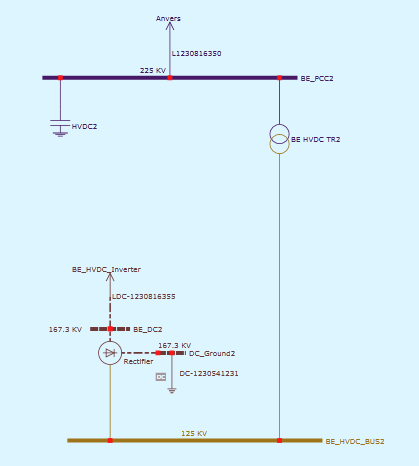 Anvers
L1230816350
225 KV
BE_PCC2
HVDC2
BE HVDC TR2
BE_HVDC_Inverter
LDC-1230816355
167.3 KV
BE_DC2
167.3 KV
DC_Ground2
Rectifier
DC-1230541231
125 KV
BE_HVDC_BUS2